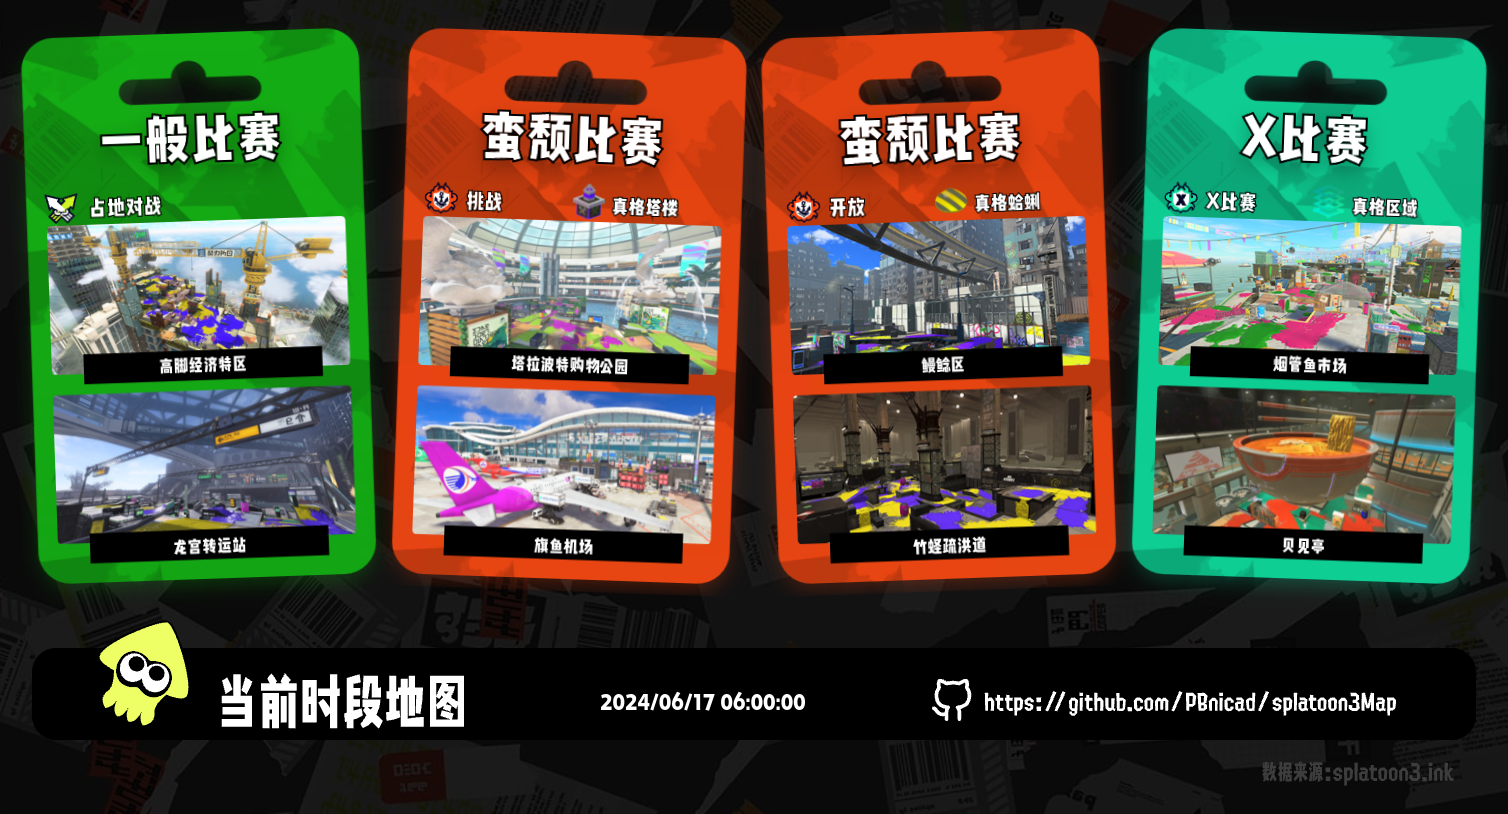 一般比赛
占地对战
高脚经济特区
龙宫转运站
蛮颓比赛
挑战
真格塔楼
塔拉波特购物公园
旗鱼机场
蛮颓比赛
开放
真格蛤蜊
鳗鲶区
竹蛏疏洪道
X比赛
X比赛
真格区域
烟管鱼市场
贝见亭
当前时段地图
2024/06/17 06:00:00
https://github.com/PBnicad/splatoon3Map
数据来源:splatoon3.ink